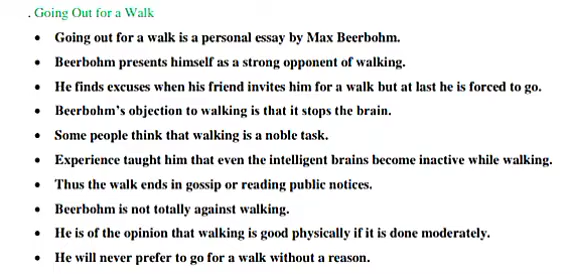 . Going Out for a Walk
• Going out for a walk is a personal essay by Max Beerbohm.
• Beerbohm presents himself as a strong opponent of walking.
• He finds excuses when his friend invites him for a walk but at last he is forced to go.
• Beerbohm's objection to walking is that it stops the brain.
• Some people think that walking is a noble task.
• Experience taught him that even the intelligent brains become inactive while walking.
• Thus the walk ends in gossip or reading public notices.
• Beerbohm is not totally against walking.
• He is of the opinion that walking is good physically if it is done moderately.
• He will never prefer to go for a walk without a reason.